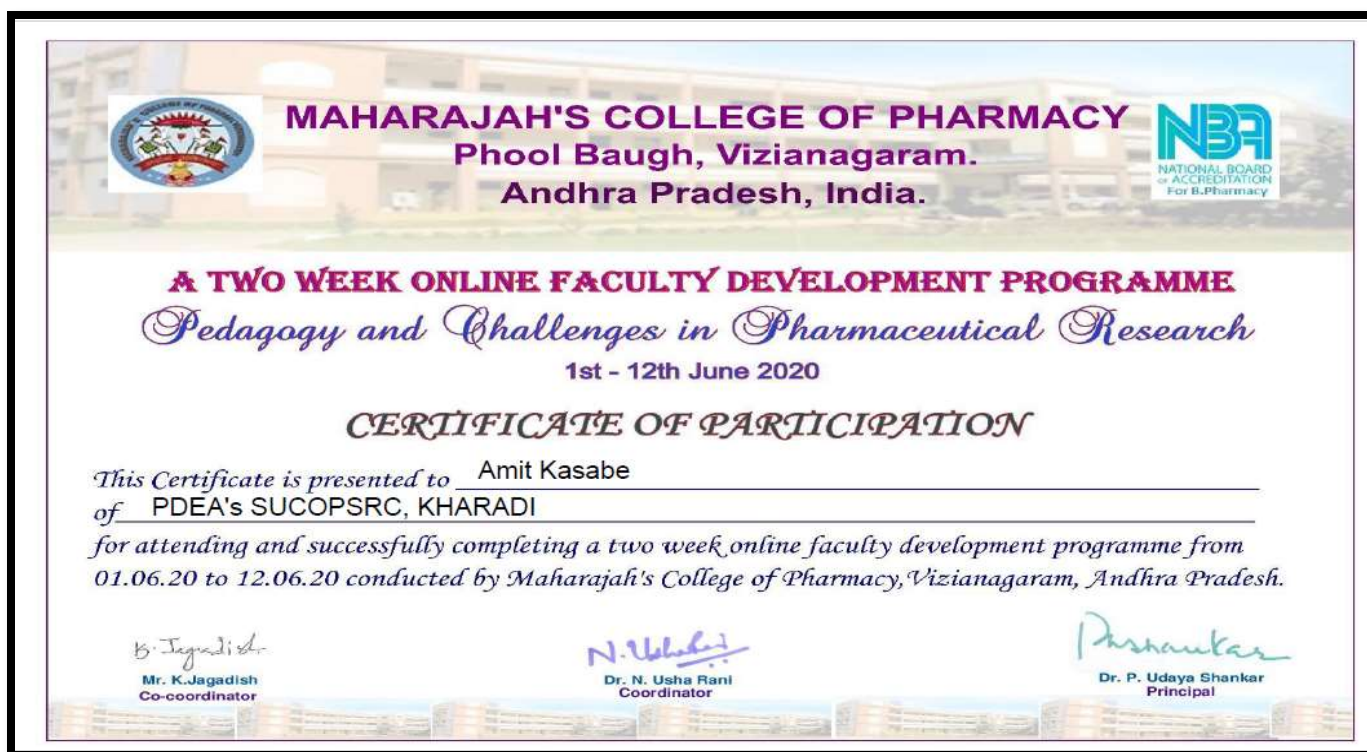 MAHARAJAH'S COLLEGE OF PHARMACY
Phool Baugh, Vizianagaram.
Andhra Pradesh, India.
NBA
NATIONAL BOARD
OF ACCREDITATION
For B.Pharmacy
A TWO WEEK ONLINE FACULTY DEVELOPMENT PROGRAMME
Pedagogy and Challenges in Pharmaceutical Research
1st - 12th June 2020
CERTIFICATE OF PARTICIPATION
This Certificate is presented to Amit Kasabe
of PDEA's SUCOPSRC, KHARADI
for attending and successfully completing a two week online faculty development programme from
01.06.20 to 12.06.20 conducted by Maharajah's College of Pharmacy, Vizianagaram, Andhra Pradesh.
K. Jagadish
N. Usha Rani
Mr. K.Jagadish
Co-coordinator
Dr. N. Usha Rani
Coordinator
Dr. P. Udaya Shankar
Principal